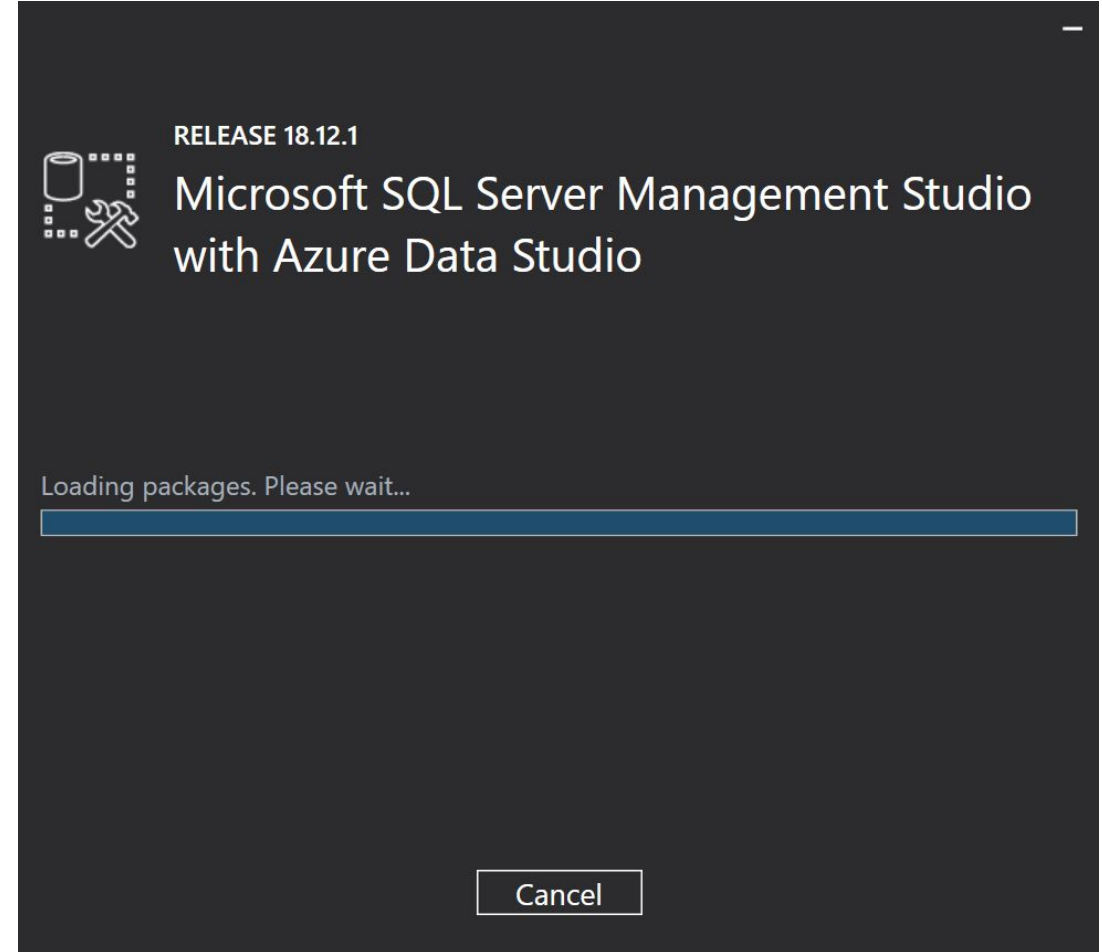 RELEASE 18.12.1
Microsoft SQL Server Management Studio
with Azure Data Studio
Loading packages. Please wait...
Cancel